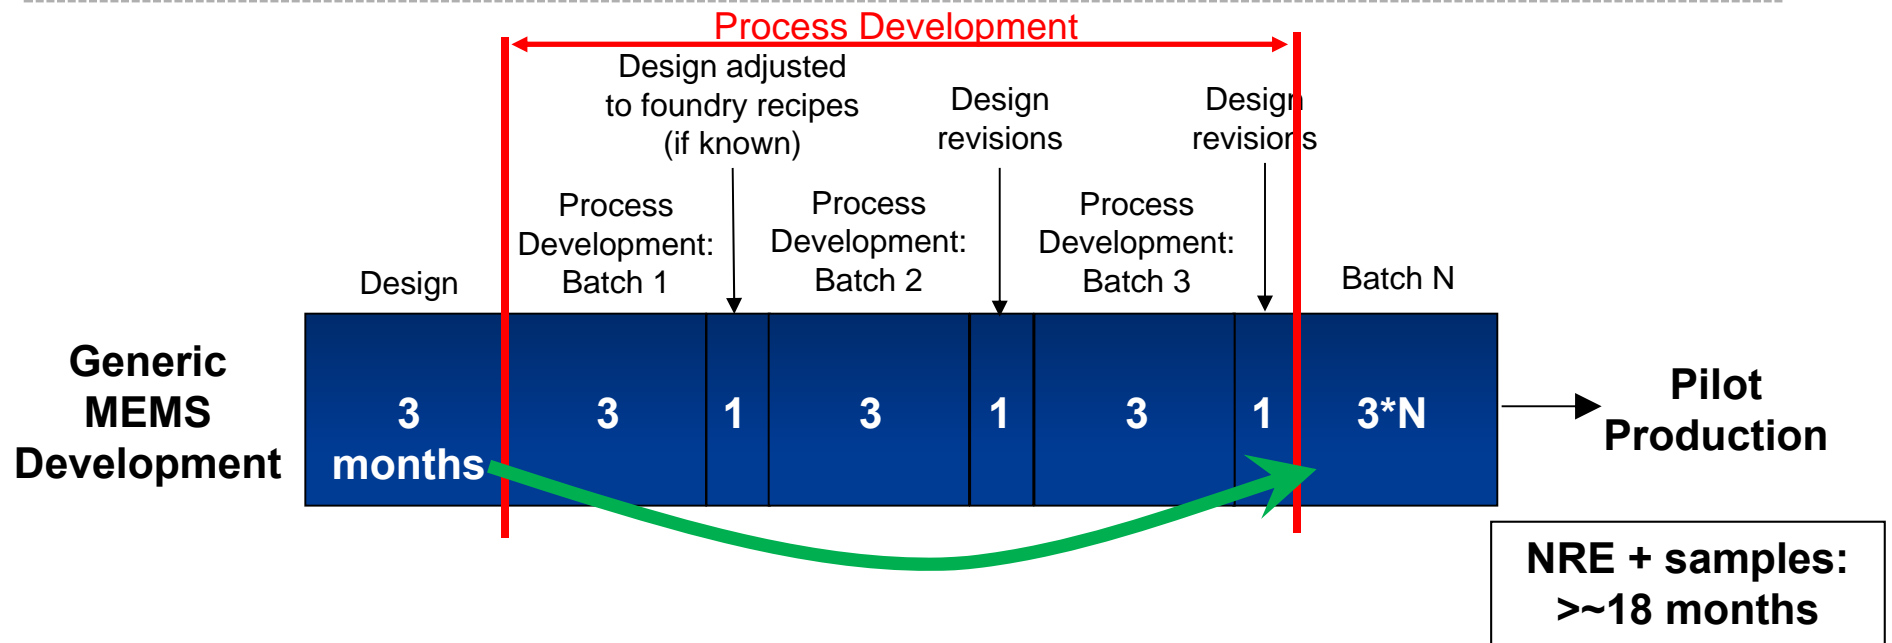 Process Development
Design adjusted
to foundry recipes
(if known)
Design
revisions
Design
revisions
Process
Development:
Batch 1
Process
Development:
Batch 2
Process
Development:
Batch 3
Design
Batch N
Generic
MEMS
Development
3
months
3
1
3
1
3
1
3*N
Pilot
Production
NRE + samples:
>~18 months